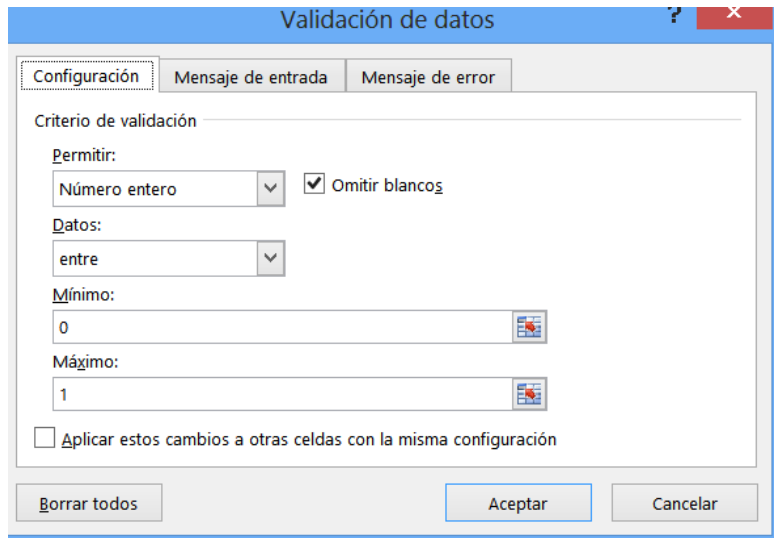 Validación de datos
?
Configuración
Mensaje de entrada
Mensaje de error
Criterio de validación
Permitir:
Número entero
Omitir blancos
Datos:
entre
Mínimo:
0
Máximo:
1
Aplicar estos cambios a otras celdas con la misma configuración
Borrar todos
Aceptar
Cancelar